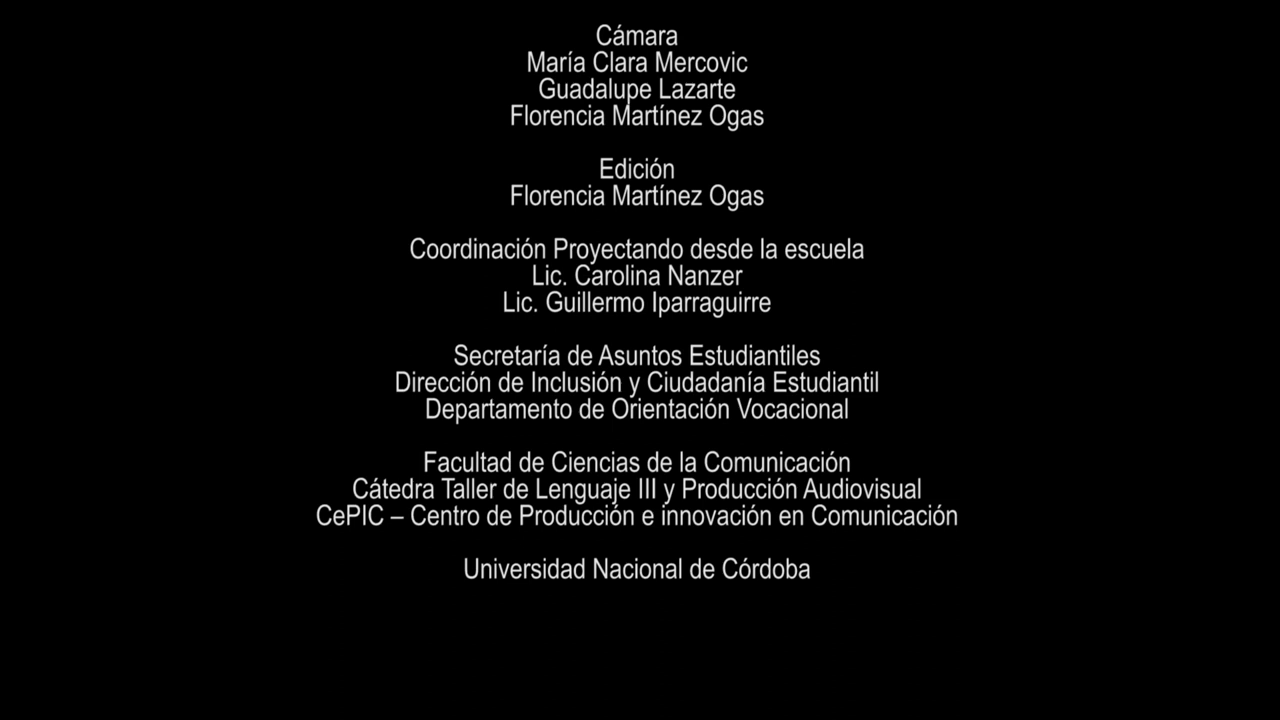 Cámara
María Clara Mercovic
Guadalupe Lazarte
Florencia Martínez Ogas
Edición
Florencia Martínez Ogas
Coordinación Proyectando desde la escuela
Lic. Carolina Nanzer
Lic. Guillermo Iparraguirre
Secretaría de Asuntos Estudiantiles
Dirección de Inclusión y Ciudadanía Estudiantil
Departamento de Orientación Vocacional
Facultad de Ciencias de la Comunicación
Cátedra Taller de Lenguaje III y Producción Audiovisual
CePIC – Centro de Producción e innovación en Comunicación
Universidad Nacional de Córdoba